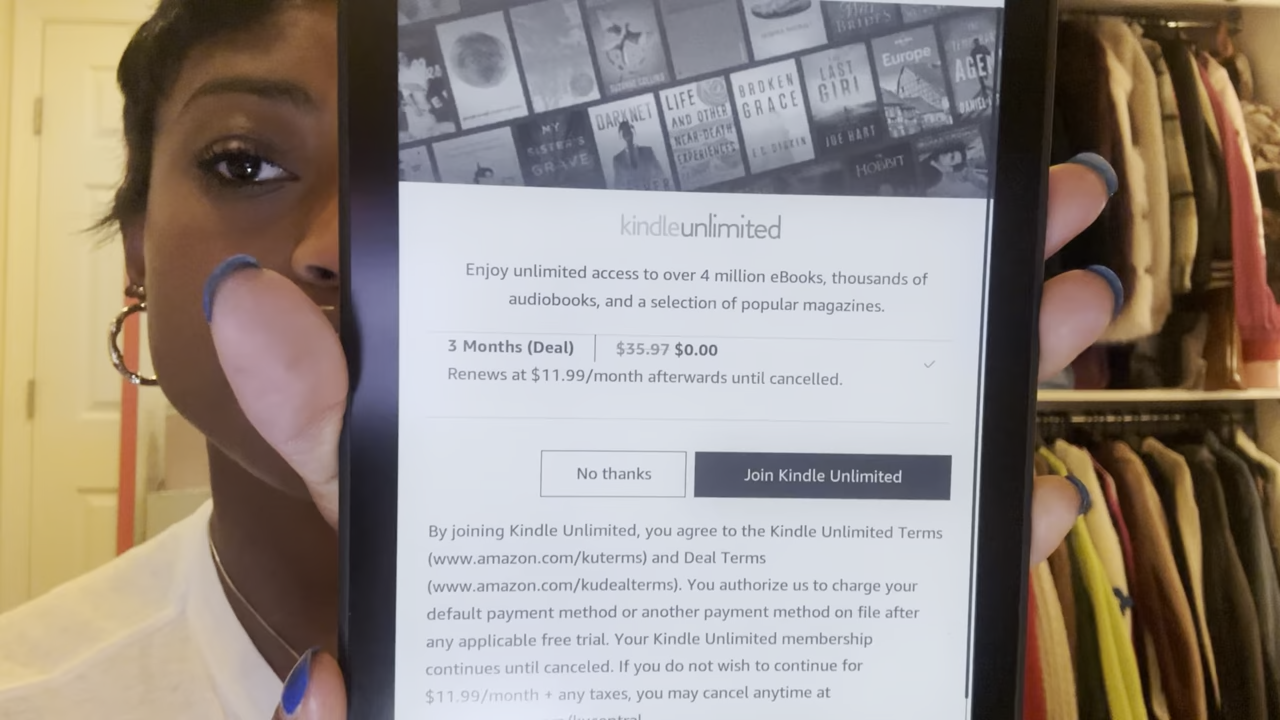 BRIDES
SUZANNE COLLINS
Europe
AGE
DANIEL
LAST
GIRL
JOE HART
BROKEN
GRACE
LIFE
AND OTHER
NEAR-DEATH
EXPERIENCES
DARKNET
MY
SISTER'S
GRAVE
HOBBIT
kindleunlimited
Enjoy unlimited access to over 4 million eBooks, thousands of
audiobooks, and a selection of popular magazines.
3 Months (Deal) $35.97 $0.00
Renews at $11.99/month afterwards until cancelled.
No thanks Join Kindle Unlimited
By joining Kindle Unlimited, you agree to the Kindle Unlimited Terms
(www.amazon.com/kuterms) and Deal Terms
(www.amazon.com/kudealterms). You authorize us to charge your
default payment method or another payment method on file after
any applicable free trial. Your Kindle Unlimited membership
continues until canceled. If you do not wish to continue for
$11.99/month + any taxes, you may cancel anytime at